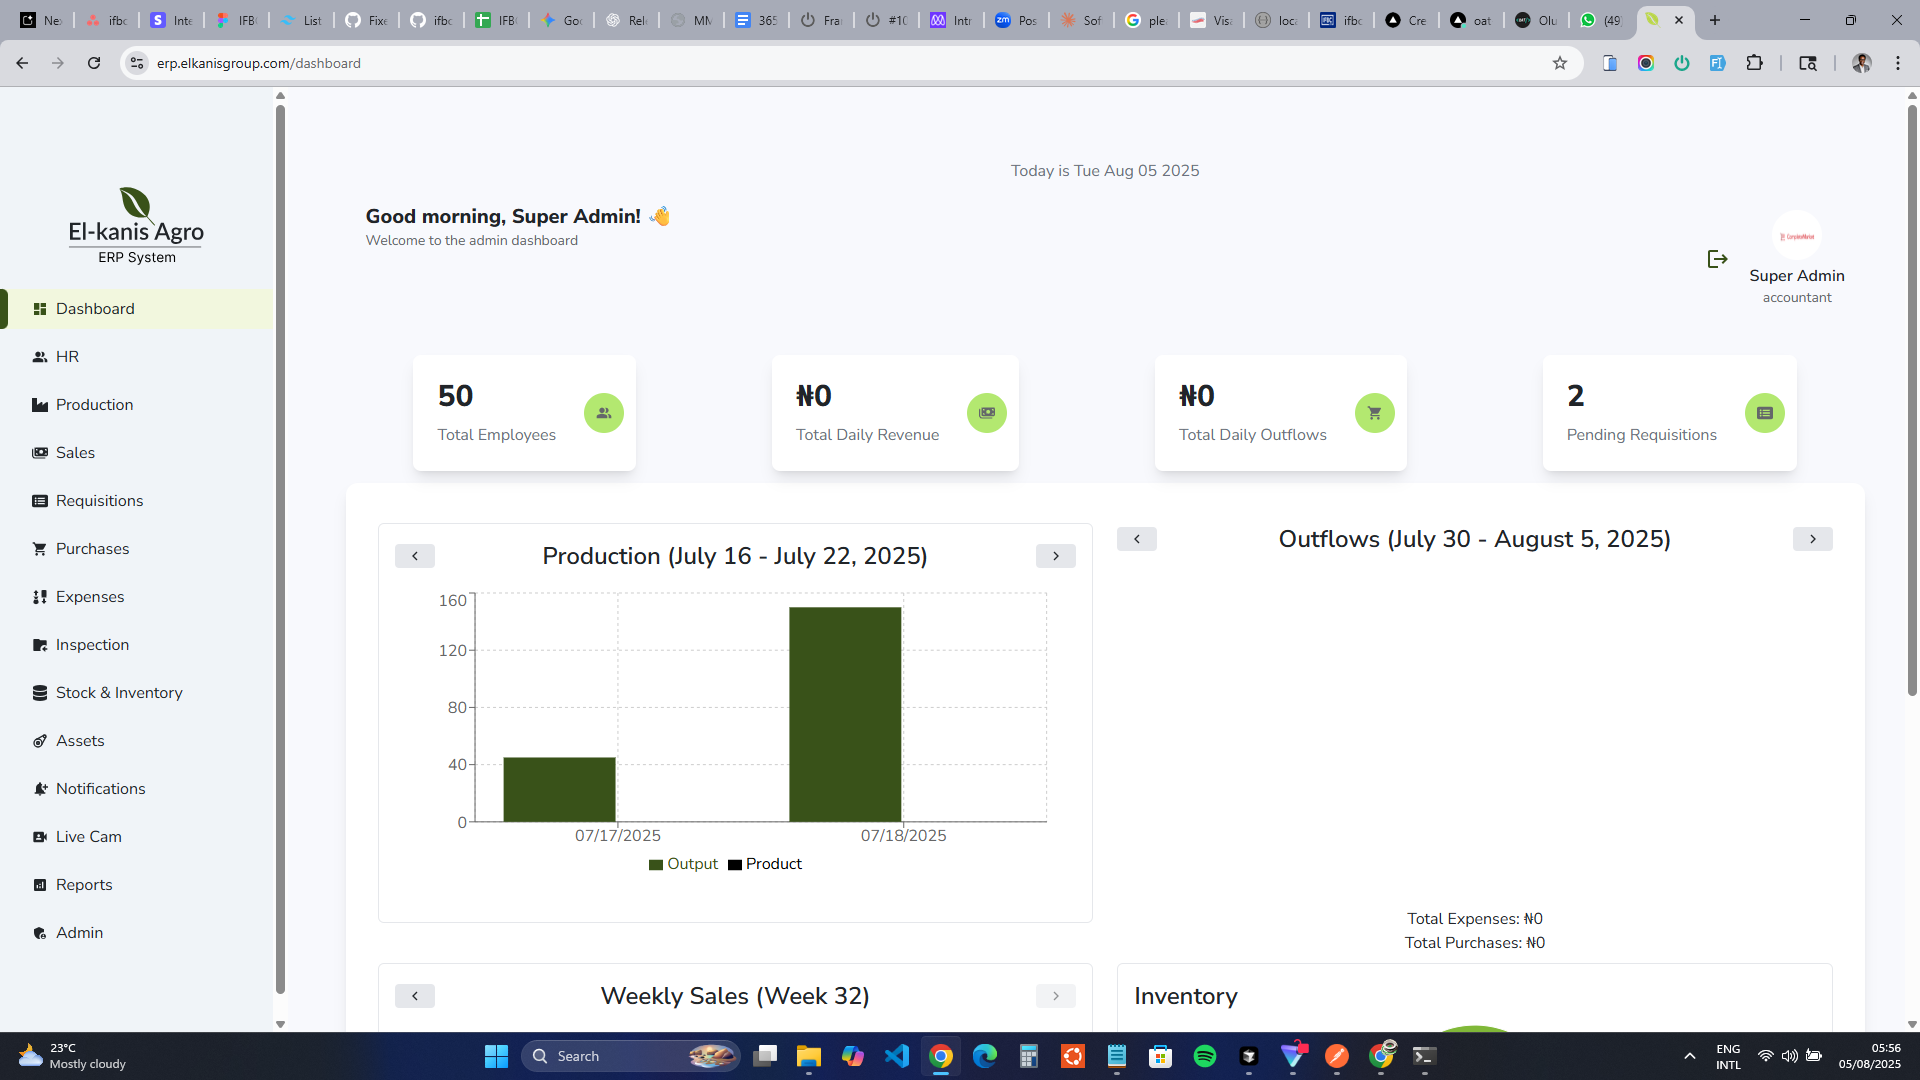 Nex
ifbc
Inte
IFB
List
Fixe
ifbc
IFB
Goo
Rele
MM
365
Fra
#10
Intr
Pos
Sof
ple
Visa
loca
ifbc
Cre
oat
Olu
(49
erp.elkanisgroup.com/dashboard
El-kanis Agro
ERP System
Dashboard
HR
Production
Sales
Requisitions
Purchases
Expenses
Inspection
Stock & Inventory
Assets
Notifications
Live Cam
Reports
Admin
Today is Tue Aug 05 2025
Good morning, Super Admin! 👋
Welcome to the admin dashboard
Super Admin
accountant
50
Total Employees
₦0
Total Daily Revenue
₦0
Total Daily Outflows
2
Pending Requisitions
Production (July 16 - July 22, 2025)
160
120
80
40
0
07/17/2025
07/18/2025
Output
Product
Outflows (July 30 - August 5, 2025)
Total Expenses: ₦0
Total Purchases: ₦0
Weekly Sales (Week 32)
Inventory
23°C
Mostly cloudy
Search
ENG
INTL
05:56
05/08/2025